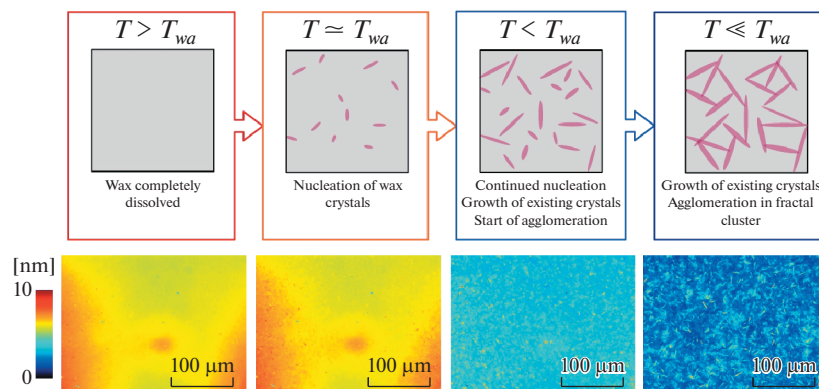 T > T_wa
T ≃ T_wa
T < T_wa
T ≪ T_wa
Wax completely
dissolved
Nucleation of wax
crystals
Continued nucleation
Growth of existing crystals
Start of agglomeration
Growth of existing crystals
Agglomeration in fractal
cluster
[nm]
10
0
100 μm
100 μm
100 μm
100 μm